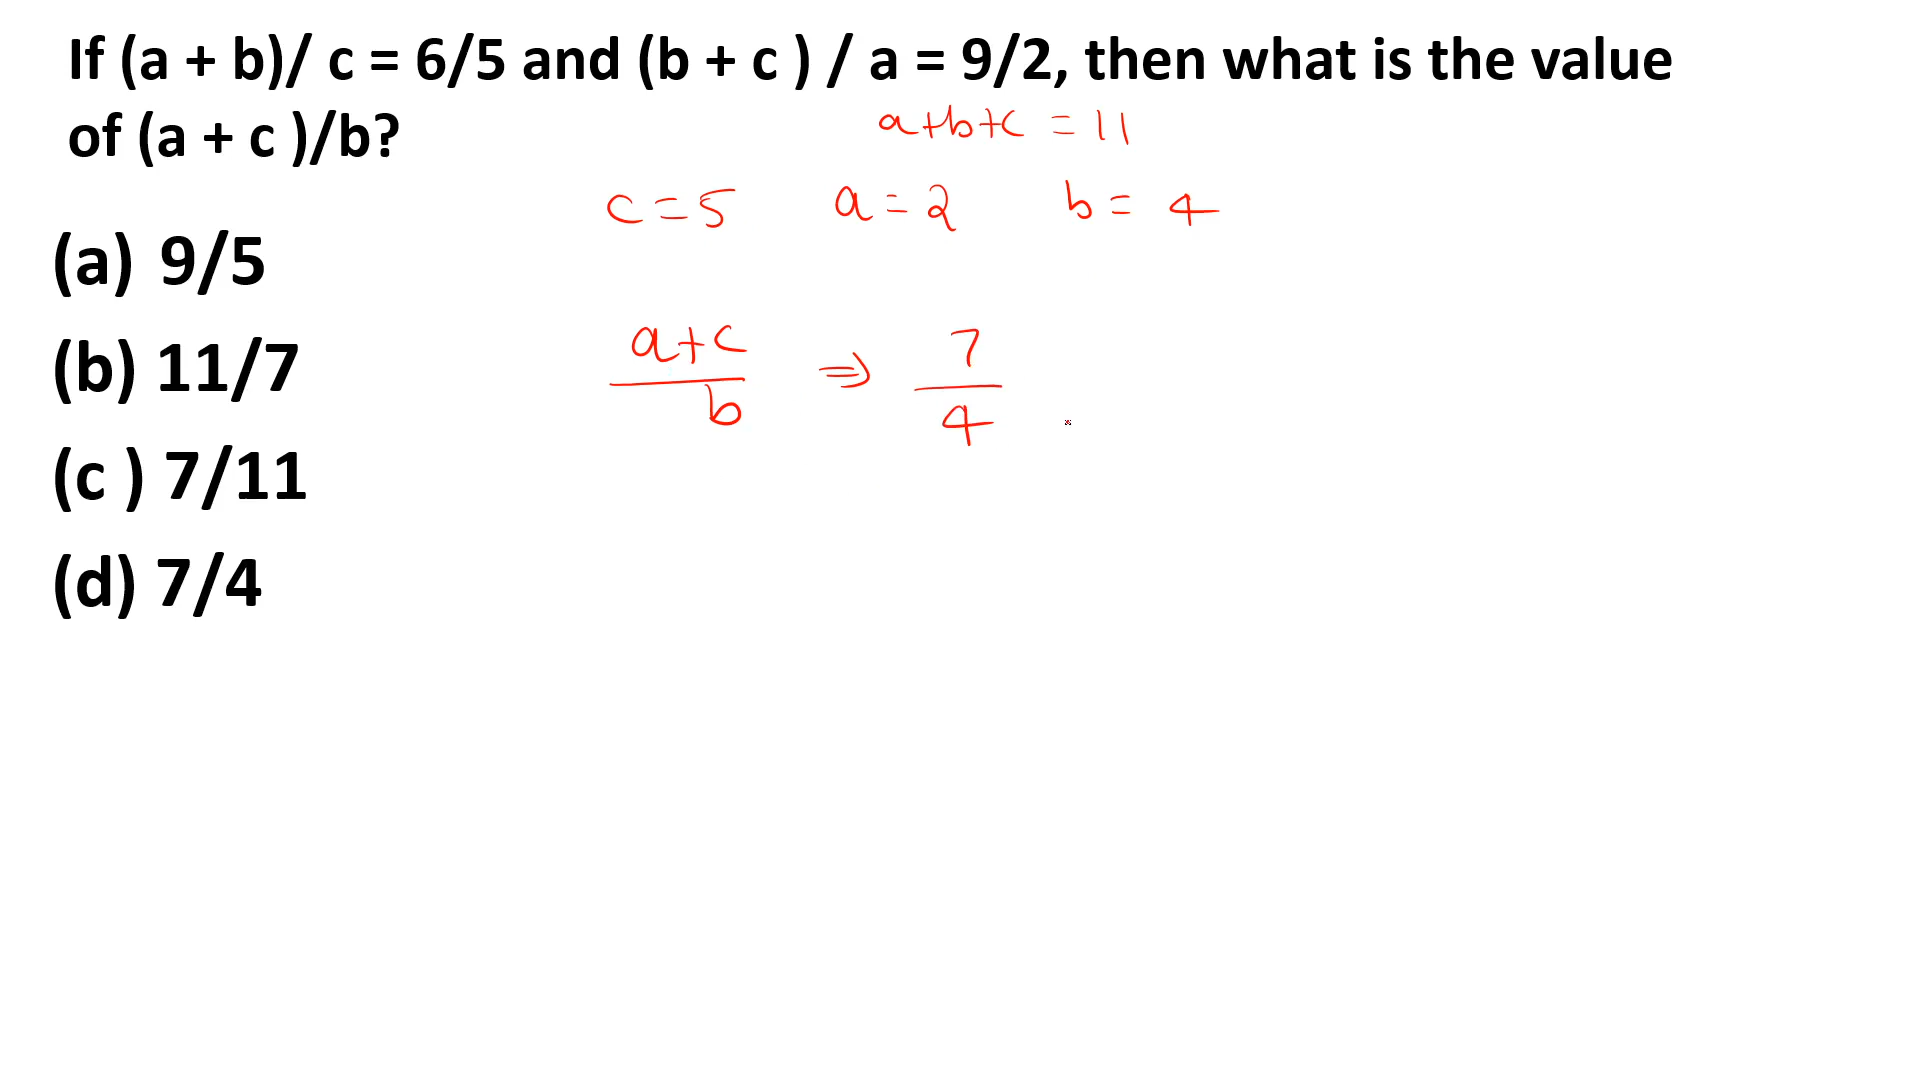 If (a + b)/ c = 6/5 and (b + c ) / a = 9/2, then what is the value
of (a + c )/b?
a+b+c = 11
c = 5 a = 2 b = 4
(a) 9/5
a+c
b
⇒
7
4
(b) 11/7
(c ) 7/11
(d) 7/4